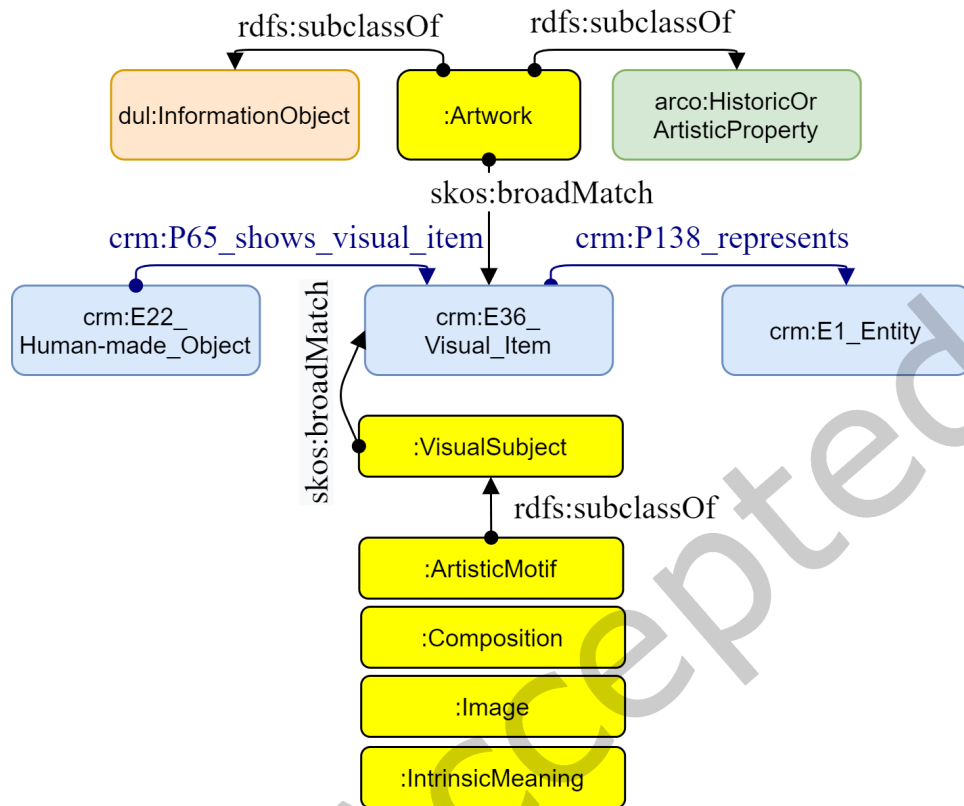 rdfs:subclassOf
rdfs:subclassOf
dul:InformationObject
:Artwork
arco:HistoricOr
ArtisticProperty
skos:broadMatch
crm:P65_shows_visual_item
crm:P138_represents
crm:E22_
Human-made_Object
crm:E36_
Visual_Item
crm:E1_Entity
skos:broadMatch
:VisualSubject
rdfs:subclassOf
:ArtisticMotif
:Composition
:Image
:IntrinsicMeaning
Accepted